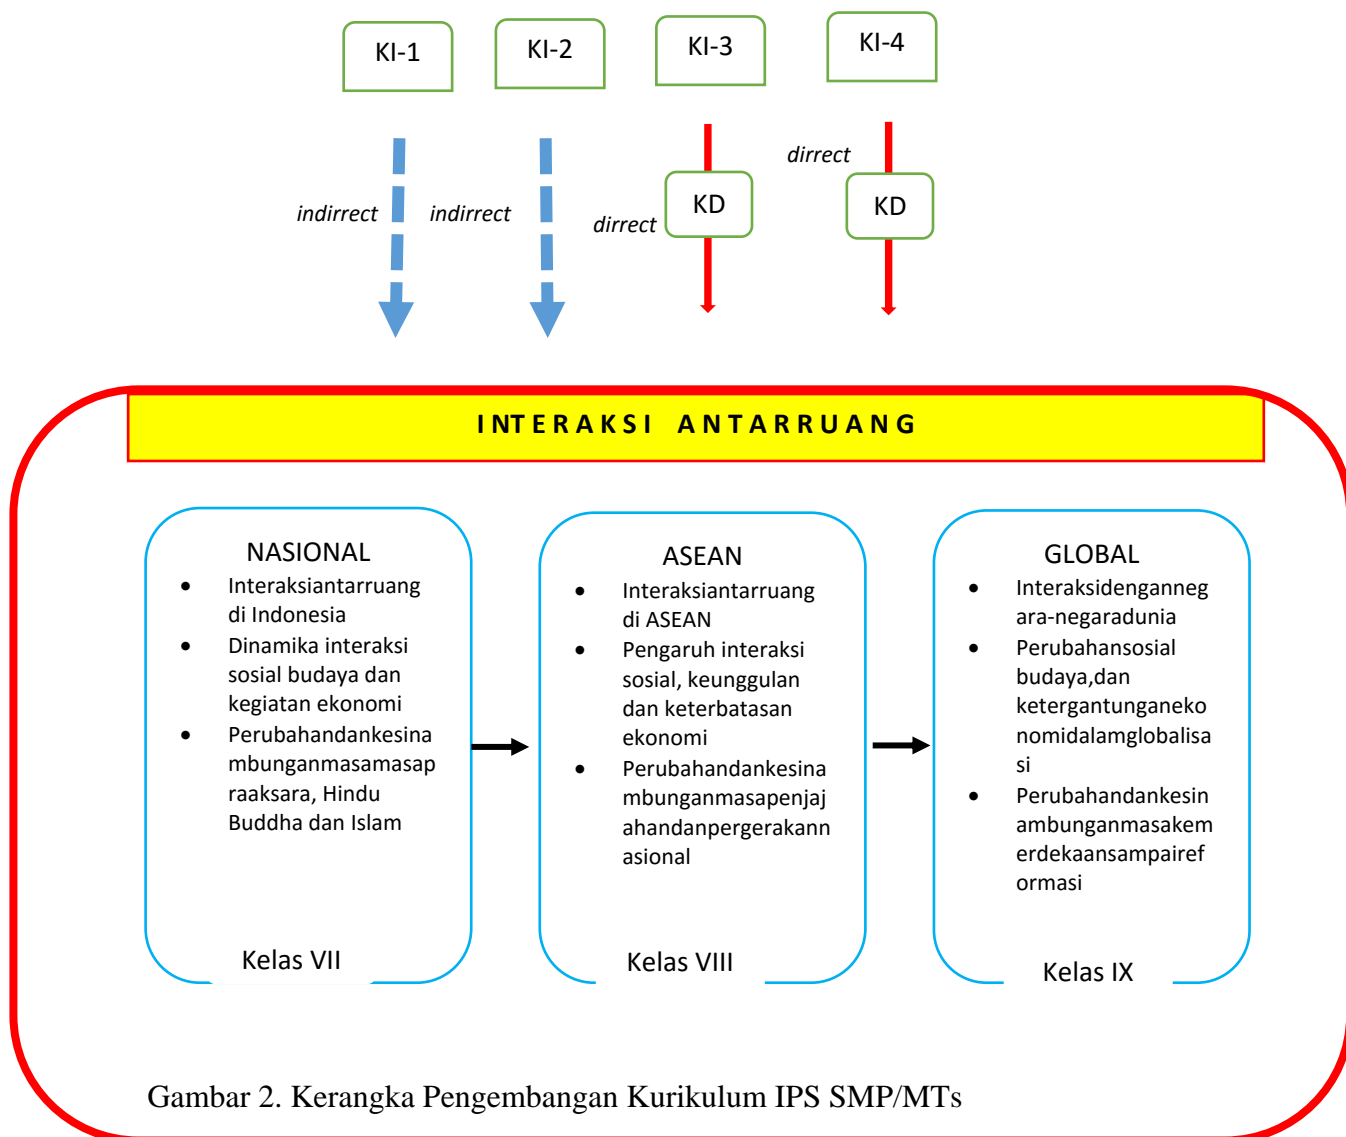 KI-1
KI-2
KI-3
KI-4
indirrect
indirrect
dirrect
dirrect
KD
KD
INTERAKSI ANTARRUANG
NASIONAL
• Interaksiantarruang
di Indonesia
• Dinamika interaksi
sosial budaya dan
kegiatan ekonomi
• Perubahandankesina
mbunganmasamasap
raaksara, Hindu
Buddha dan Islam
Kelas VII
ASEAN
• Interaksiantarruang
di ASEAN
• Pengaruh interaksi
sosial, keunggulan
dan keterbatasan
ekonomi
• Perubahandankesina
mbunganmasapenjaj
ahandanpergerakann
asional
Kelas VIII
GLOBAL
• Interaksidenganneg
ara-negaradunia
• Perubahansosial
budaya,dan
ketergantunganeko
nomidalamglobalisa
si
• Perubahandankesin
ambunganmasakem
erdekaansampairef
ormasi
Kelas IX
Gambar 2. Kerangka Pengembangan Kurikulum IPS SMP/MTs